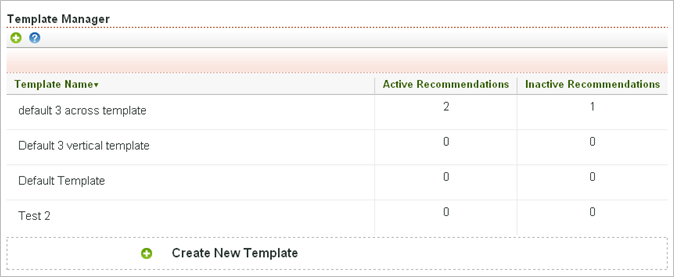 Template Manager
?
Template Name▾ Active Recommendations Inactive Recommendations
default 3 across template 2 1
Default 3 vertical template 0 0
Default Template 0 0
Test 2 0 0
Create New Template